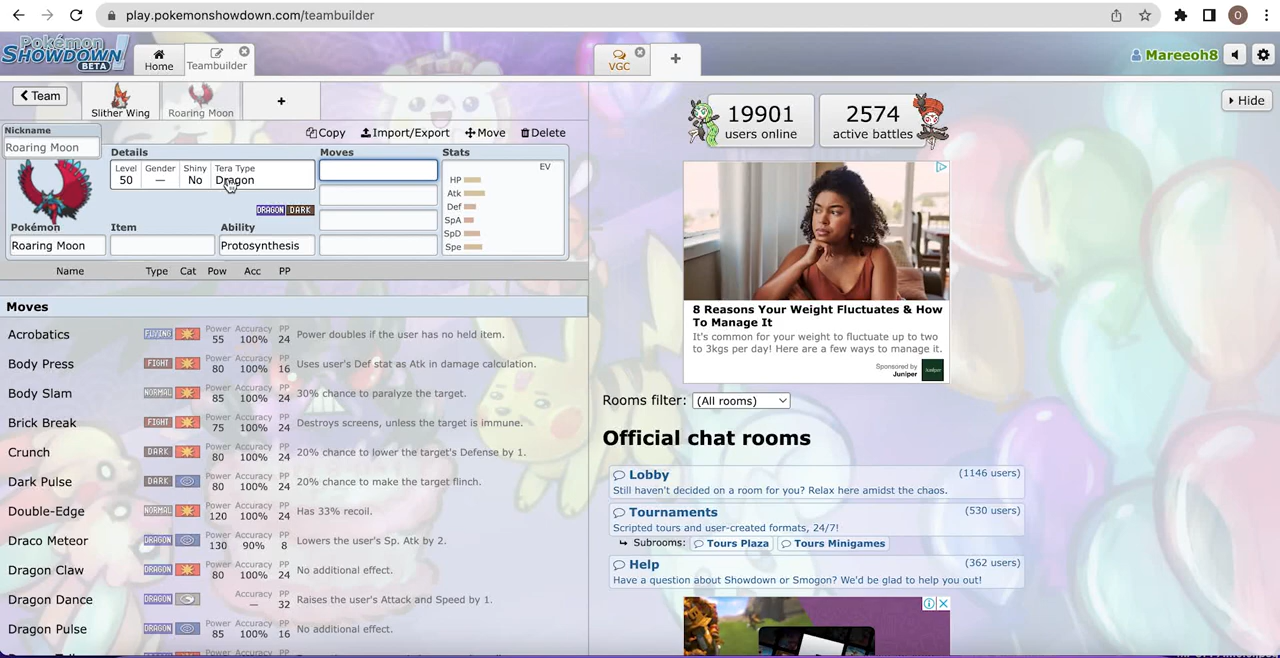 play.pokemonshowdown.com/teambuilder
O
Pokémon
SHOWDOWN!
BETA
Home
Teambuilder
VGC
+
Mareeoh8
< Team
Slither Wing
Roaring Moon
+
Hide
Nickname
Roaring Moon
Copy
Import/Export
Move
Delete
Details
Moves
Stats
Level
Gender
Shiny
Tera Type
50
—
No
Dragon
EV
HP
Atk
Def
SpA
SpD
Spe
DRAGON DARK
Pokémon
Item
Ability
Roaring Moon
Protosynthesis
Name Type Cat Pow Acc PP
Moves
Acrobatics FLYING Power 55 Accuracy 100% PP 24 Power doubles if the user has no held item.
Body Press FIGHT Power 80 Accuracy 100% PP 16 Uses user's Def stat as Atk in damage calculation.
Body Slam NORMAL Power 85 Accuracy 100% PP 24 30% chance to paralyze the target.
Brick Break FIGHT Power 75 Accuracy 100% PP 24 Destroys screens, unless the target is immune.
Crunch DARK Power 80 Accuracy 100% PP 24 20% chance to lower the target's Defense by 1.
Dark Pulse DARK Power 80 Accuracy 100% PP 24 20% chance to make the target flinch.
Double-Edge NORMAL Power 120 Accuracy 100% PP 24 Has 33% recoil.
Draco Meteor DRAGON Power 130 Accuracy 90% PP 8 Lowers the user's Sp. Atk by 2.
Dragon Claw DRAGON Power 80 Accuracy 100% PP 24 No additional effect.
Dragon Dance DRAGON Accuracy — PP 32 Raises the user's Attack and Speed by 1.
Dragon Pulse DRAGON Power 85 Accuracy 100% PP 16 No additional effect.
19901
users online
2574
active battles
8 Reasons Your Weight Fluctuates & How
To Manage It
It's common for your weight to fluctuate up to two
to 3kgs per day! Here are a few ways to manage it.
Sponsored by
Juniper
Juniper
Rooms filter: (All rooms)
Official chat rooms
Lobby (1146 users)
Still haven't decided on a room for you? Relax here amidst the chaos.
Tournaments (530 users)
Scripted tours and user-created formats, 24/7!
Subrooms: Tours Plaza Tours Minigames
Help (362 users)
Have a question about Showdown or Smogon? We'd be glad to help you out!